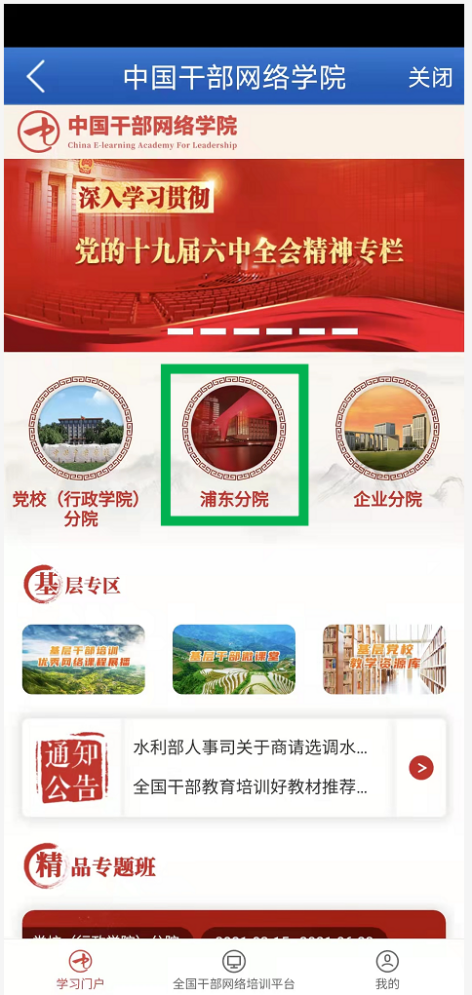 中国干部网络学院
关闭
中国干部网络学院
China E-learning Academy For Leadership
深入学习贯彻
党的十九届六中全会精神专栏
党校（行政学院）
分院
浦东分院
企业分院
基层专区
基层干部培训
优秀网络课程展播
基层干部微课堂
基层党校
教学资源库
通知
公告
水利部人事司关于商请选调水...
全国干部教育培训好教材推荐...
精品专题班
学习门户
全国干部网络培训平台
我的